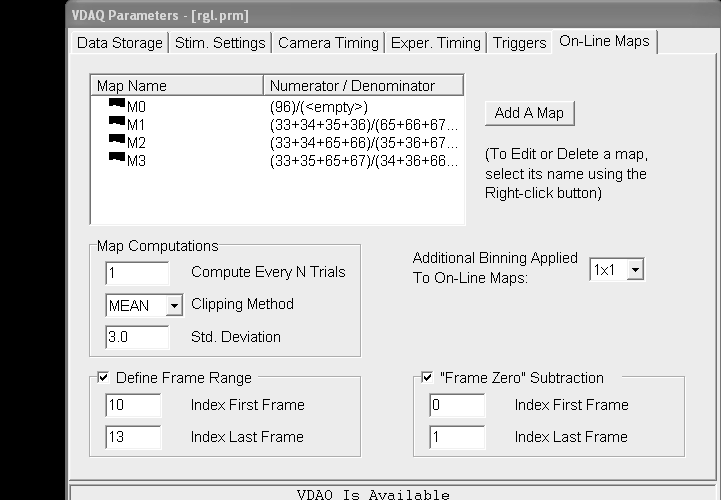 VDAQ Parameters - [rgl.prm]
Data Storage Stim. Settings Camera Timing Exper. Timing Triggers On-Line Maps
Map Name Numerator / Denominator
M0 (96)/(<empty>)
M1 (33+34+35+36)/(65+66+67...
M2 (33+34+65+66)/(35+36+67...
M3 (33+35+65+67)/(34+36+66...
Add A Map
(To Edit or Delete a map,
select its name using the
Right-click button)
Map Computations
1 Compute Every N Trials
MEAN Clipping Method
3.0 Std. Deviation
Additional Binning Applied
To On-Line Maps: 1x1
Define Frame Range
10 Index First Frame
13 Index Last Frame
"Frame Zero" Subtraction
0 Index First Frame
1 Index Last Frame
VDAQ Is Available